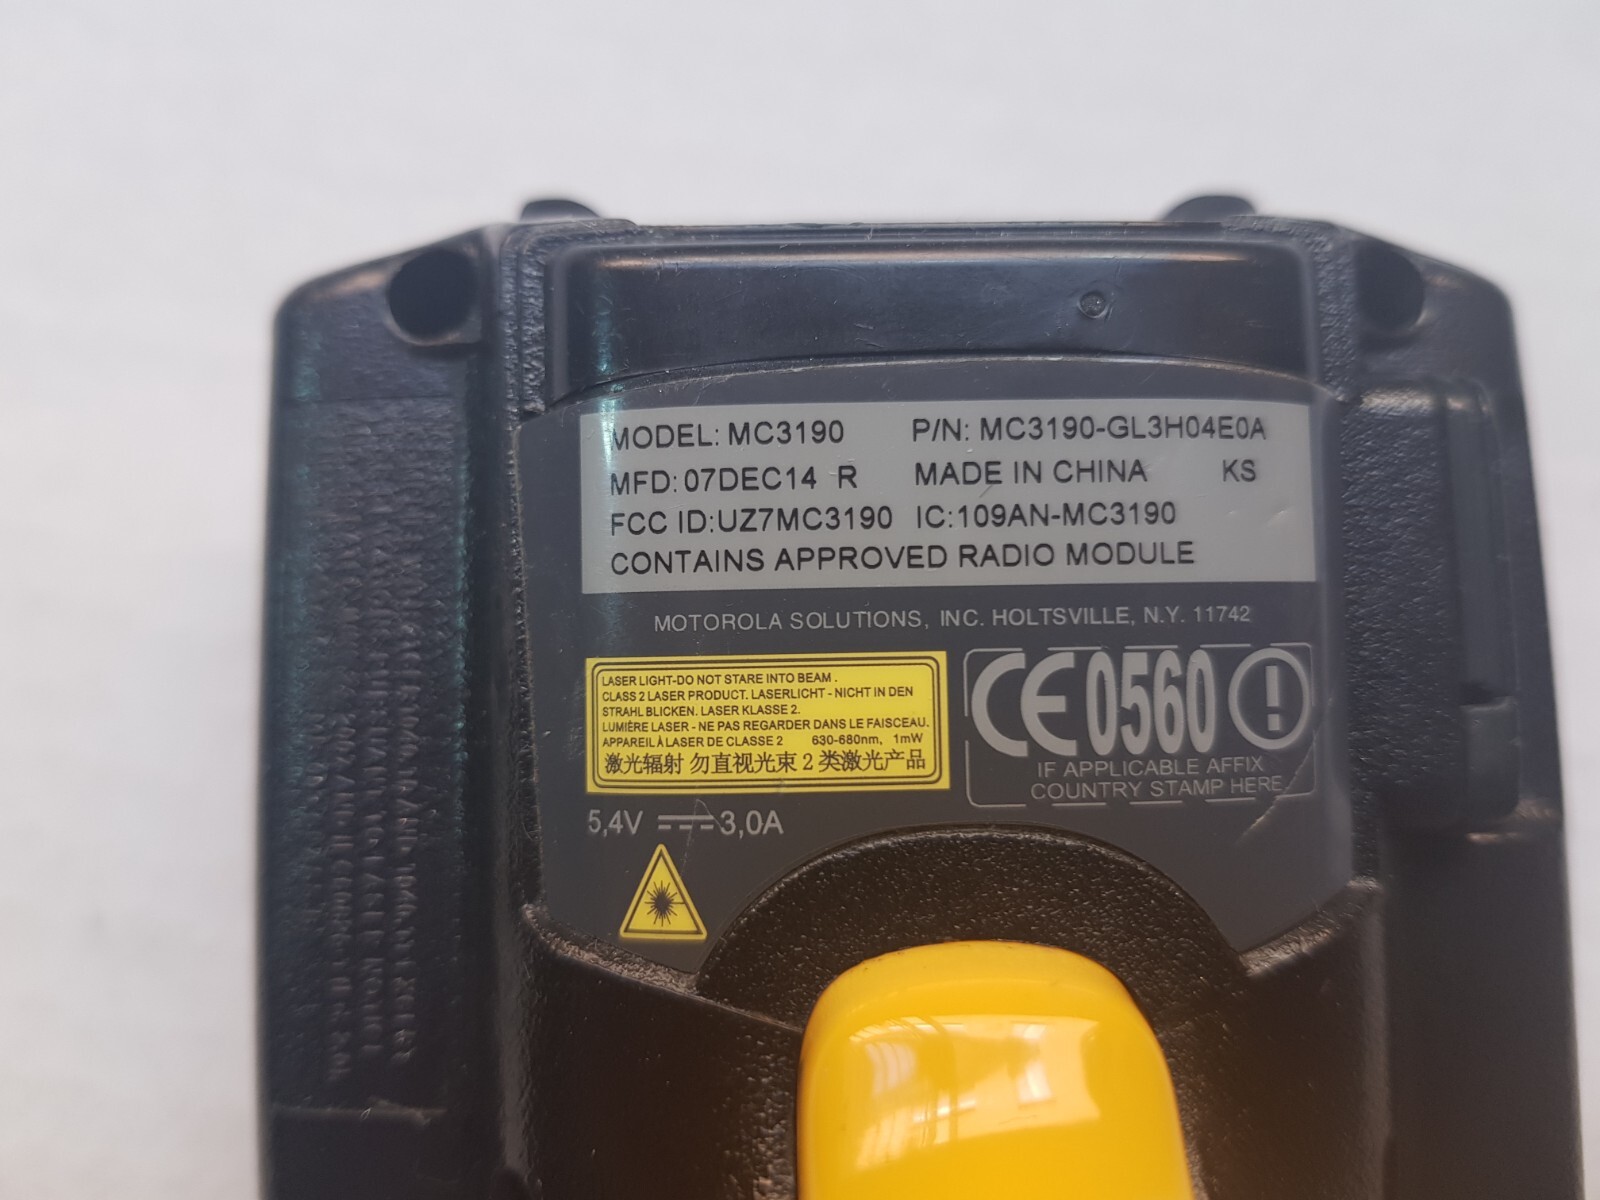 MODEL: MC3190 P/N: MC3190-GL3H04E0A
MFD: 07DEC14 R MADE IN CHINA KS
FCC ID:UZ7MC3190 IC:109AN-MC3190
CONTAINS APPROVED RADIO MODULE
MOTOROLA SOLUTIONS, INC. HOLTSVILLE, N.Y. 11742
LASER LIGHT-DO NOT STARE INTO BEAM .
CLASS 2 LASER PRODUCT. LASERLICHT - NICHT IN DEN
STRAHL BLICKEN. LASER KLASSE 2.
LUMIÈRE LASER - NE PAS REGARDER DANS LE FAISCEAU.
APPAREIL À LASER DE CLASSE 2 630-680nm, 1mW
激光辐射 勿直视光束 2 类激光产品
CE0560
IF APPLICABLE AFFIX
COUNTRY STAMP HERE
5,4V 3,0A